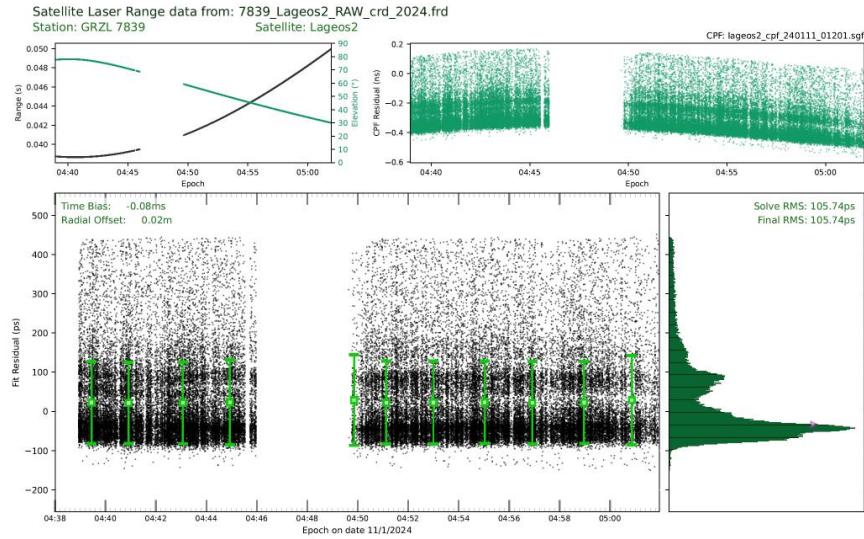 Satellite Laser Range data from: 7839_Lageos2_RAW_crd_2024.frd
Station: GRZL 7839 Satellite: Lageos2
CPF: lageos2_cpf_240111_01201.sgf
0.050
0.048
0.046
0.044
0.042
0.040
Range (s)
90
80
70
60
50
40
30
20
10
0
Elevation (°)
04:40 04:45 04:50 04:55 05:00
Epoch
0.2
0.0
−0.2
−0.4
−0.6
CPF Residual (ns)
04:40 04:45 04:50 04:55 05:00
Epoch
Time Bias: -0.08ms
Radial Offset: 0.02m
500
400
300
200
100
0
−100
−200
Fit Residual (ps)
04:38 04:40 04:42 04:44 04:46 04:48 04:50 04:52 04:54 04:56 04:58 05:00
Epoch on date 11/1/2024
Solve RMS: 105.74ps
Final RMS: 105.74ps